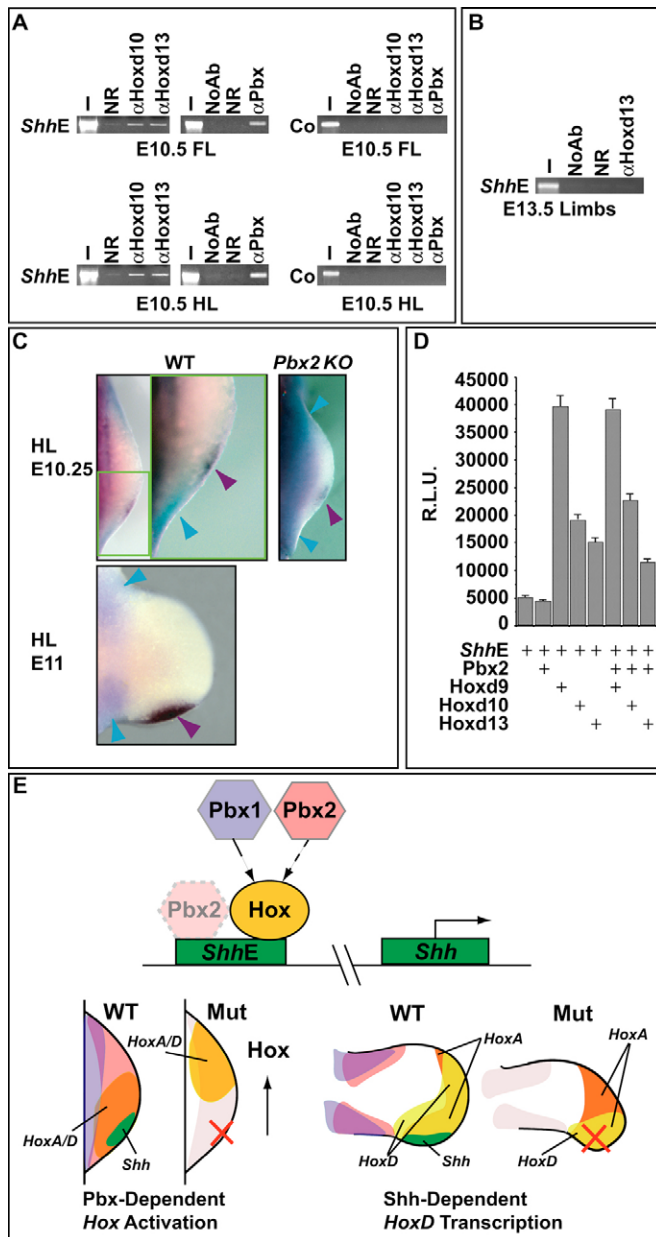 A
–
NR
αHoxd10
αHoxd13
–
NoAb
NR
αPbx
–
NoAb
NR
αHoxd10
αHoxd13
αPbx
ShhE
Co
E10.5 FL
E10.5 FL
–
NR
αHoxd10
αHoxd13
–
NoAb
NR
αPbx
–
NoAb
NR
αHoxd10
αHoxd13
αPbx
ShhE
Co
E10.5 HL
E10.5 HL
B
–
NoAb
NR
αHoxd13
ShhE
E13.5 Limbs
C
WT
Pbx2 KO
HL
E10.25
HL
E11
D
R.L.U.
45000
40000
35000
30000
25000
20000
15000
10000
5000
0
ShhE + + + + + + + +
Pbx2 + + + +
Hoxd9 + +
Hoxd10 + +
Hoxd13 + +
E
Pbx1
Pbx2
Pbx2
Hox
ShhE
Shh
WT
Mut
HoxA/D
Hox
HoxA/D
Shh
Pbx-Dependent
Hox Activation
WT
Mut
HoxA
HoxA
HoxD
Shh
HoxD
Shh-Dependent
HoxD Transcription